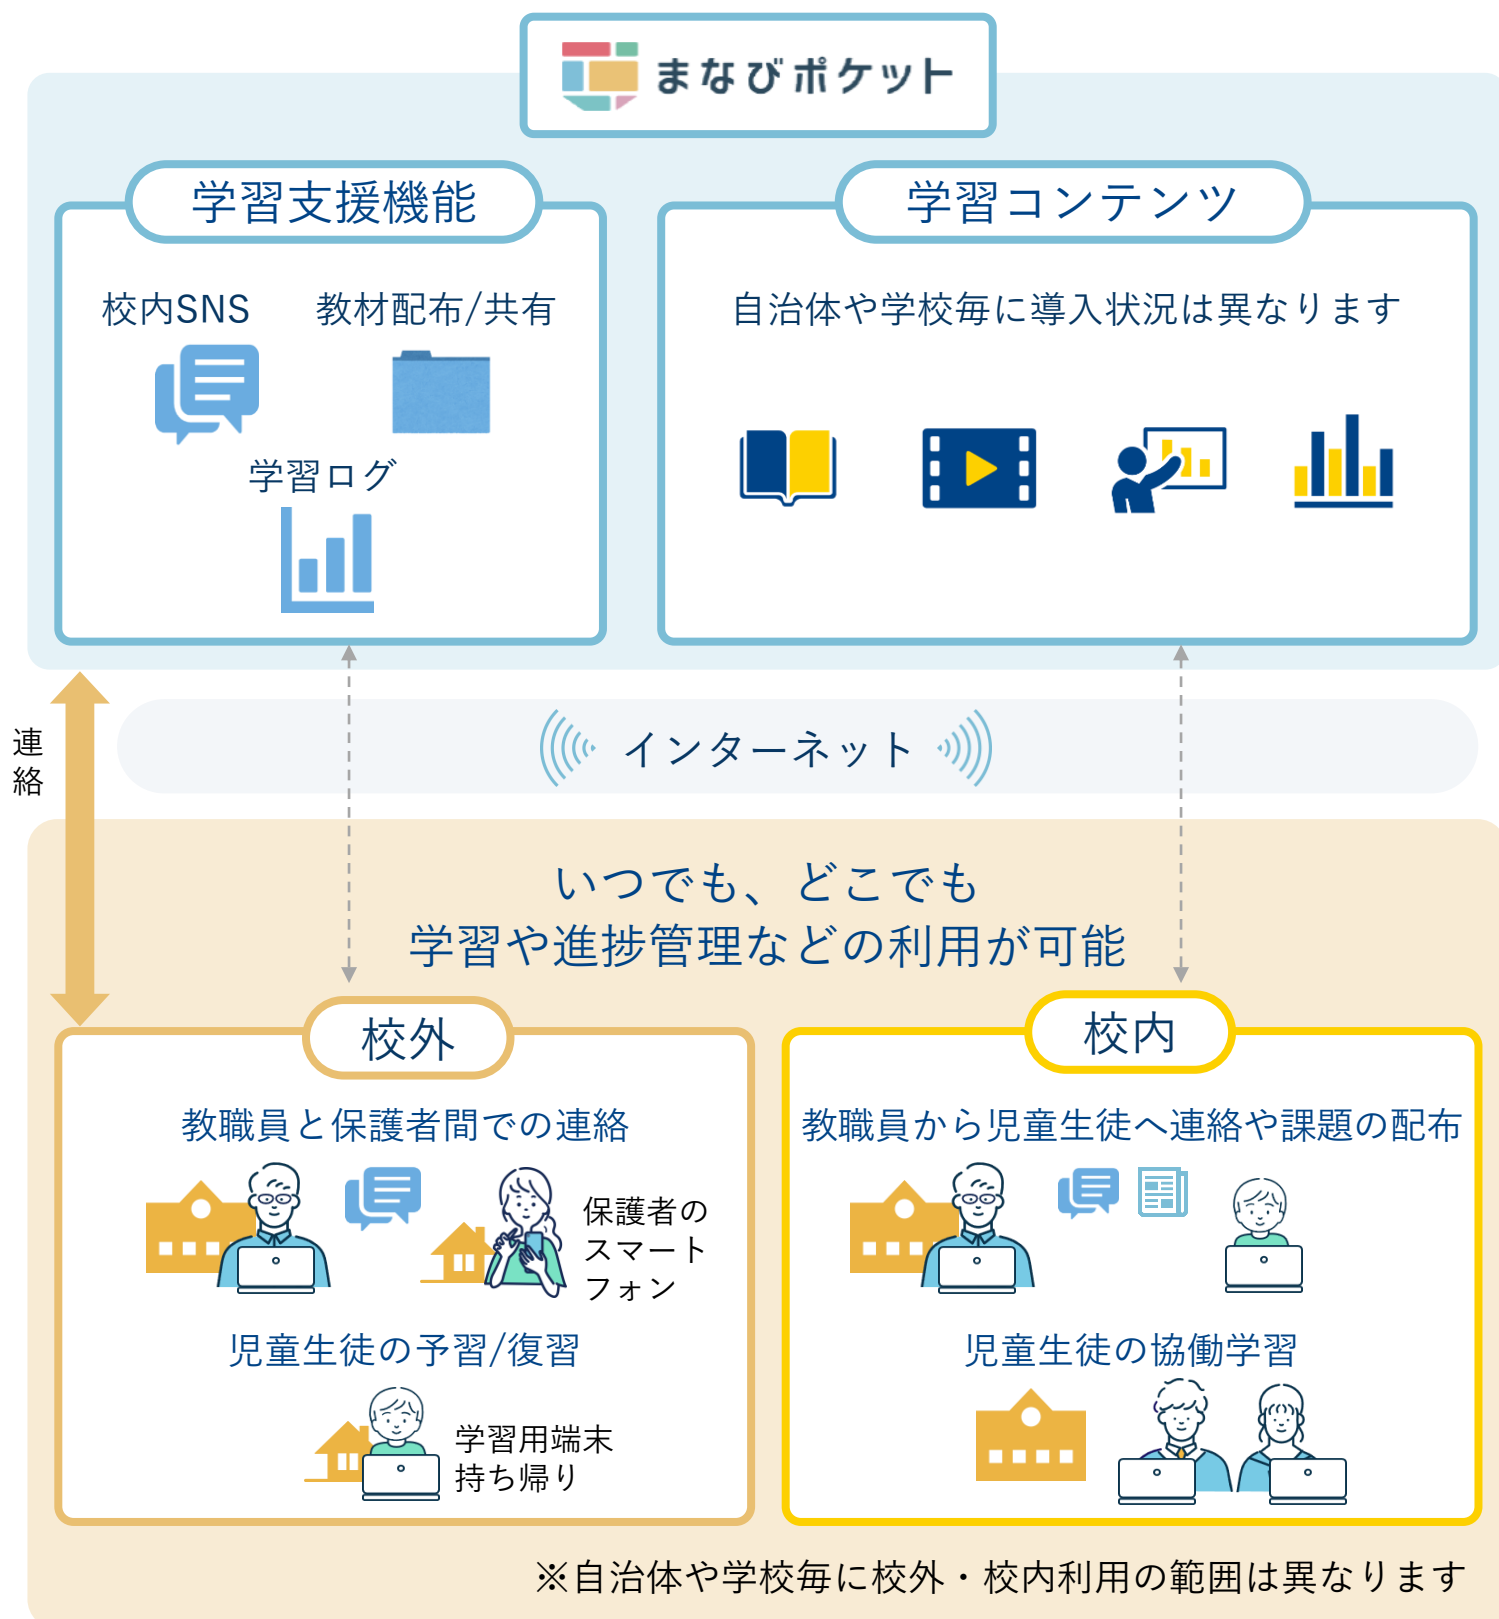 まなびポケット
学習支援機能
学習コンテンツ
校内SNS
教材配布/共有
学習ログ
自治体や学校毎に導入状況は異なります
連絡
インターネット
いつでも、どこでも
学習や進捗管理などの利用が可能
校外
教職員と保護者間での連絡
保護者の
スマート
フォン
児童生徒の予習/復習
学習用端末
持ち帰り
校内
教職員から児童生徒へ連絡や課題の配布
児童生徒の協働学習
※自治体や学校毎に校外・校内利用の範囲は異なります